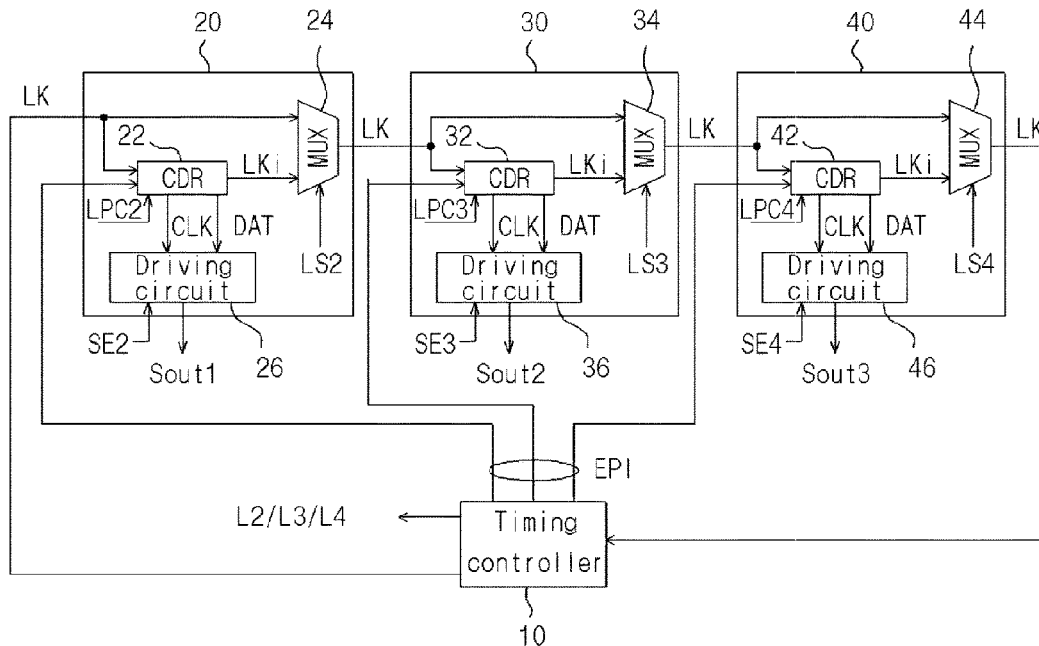 20 24 30 34 40 44
LK LK LK LK
22 32 42
MUX MUX MUX
CDR LKi CDR LKi CDR LKi
LPC2 LPC3 LPC4
CLK DAT CLK DAT CLK DAT
LS2 LS3 LS4
Driving circuit
Driving circuit
Driving circuit
SE2 SE3 SE4
Sout1 26 Sout2 36 Sout3 46
EPI
L2/L3/L4
Timing
controller
10